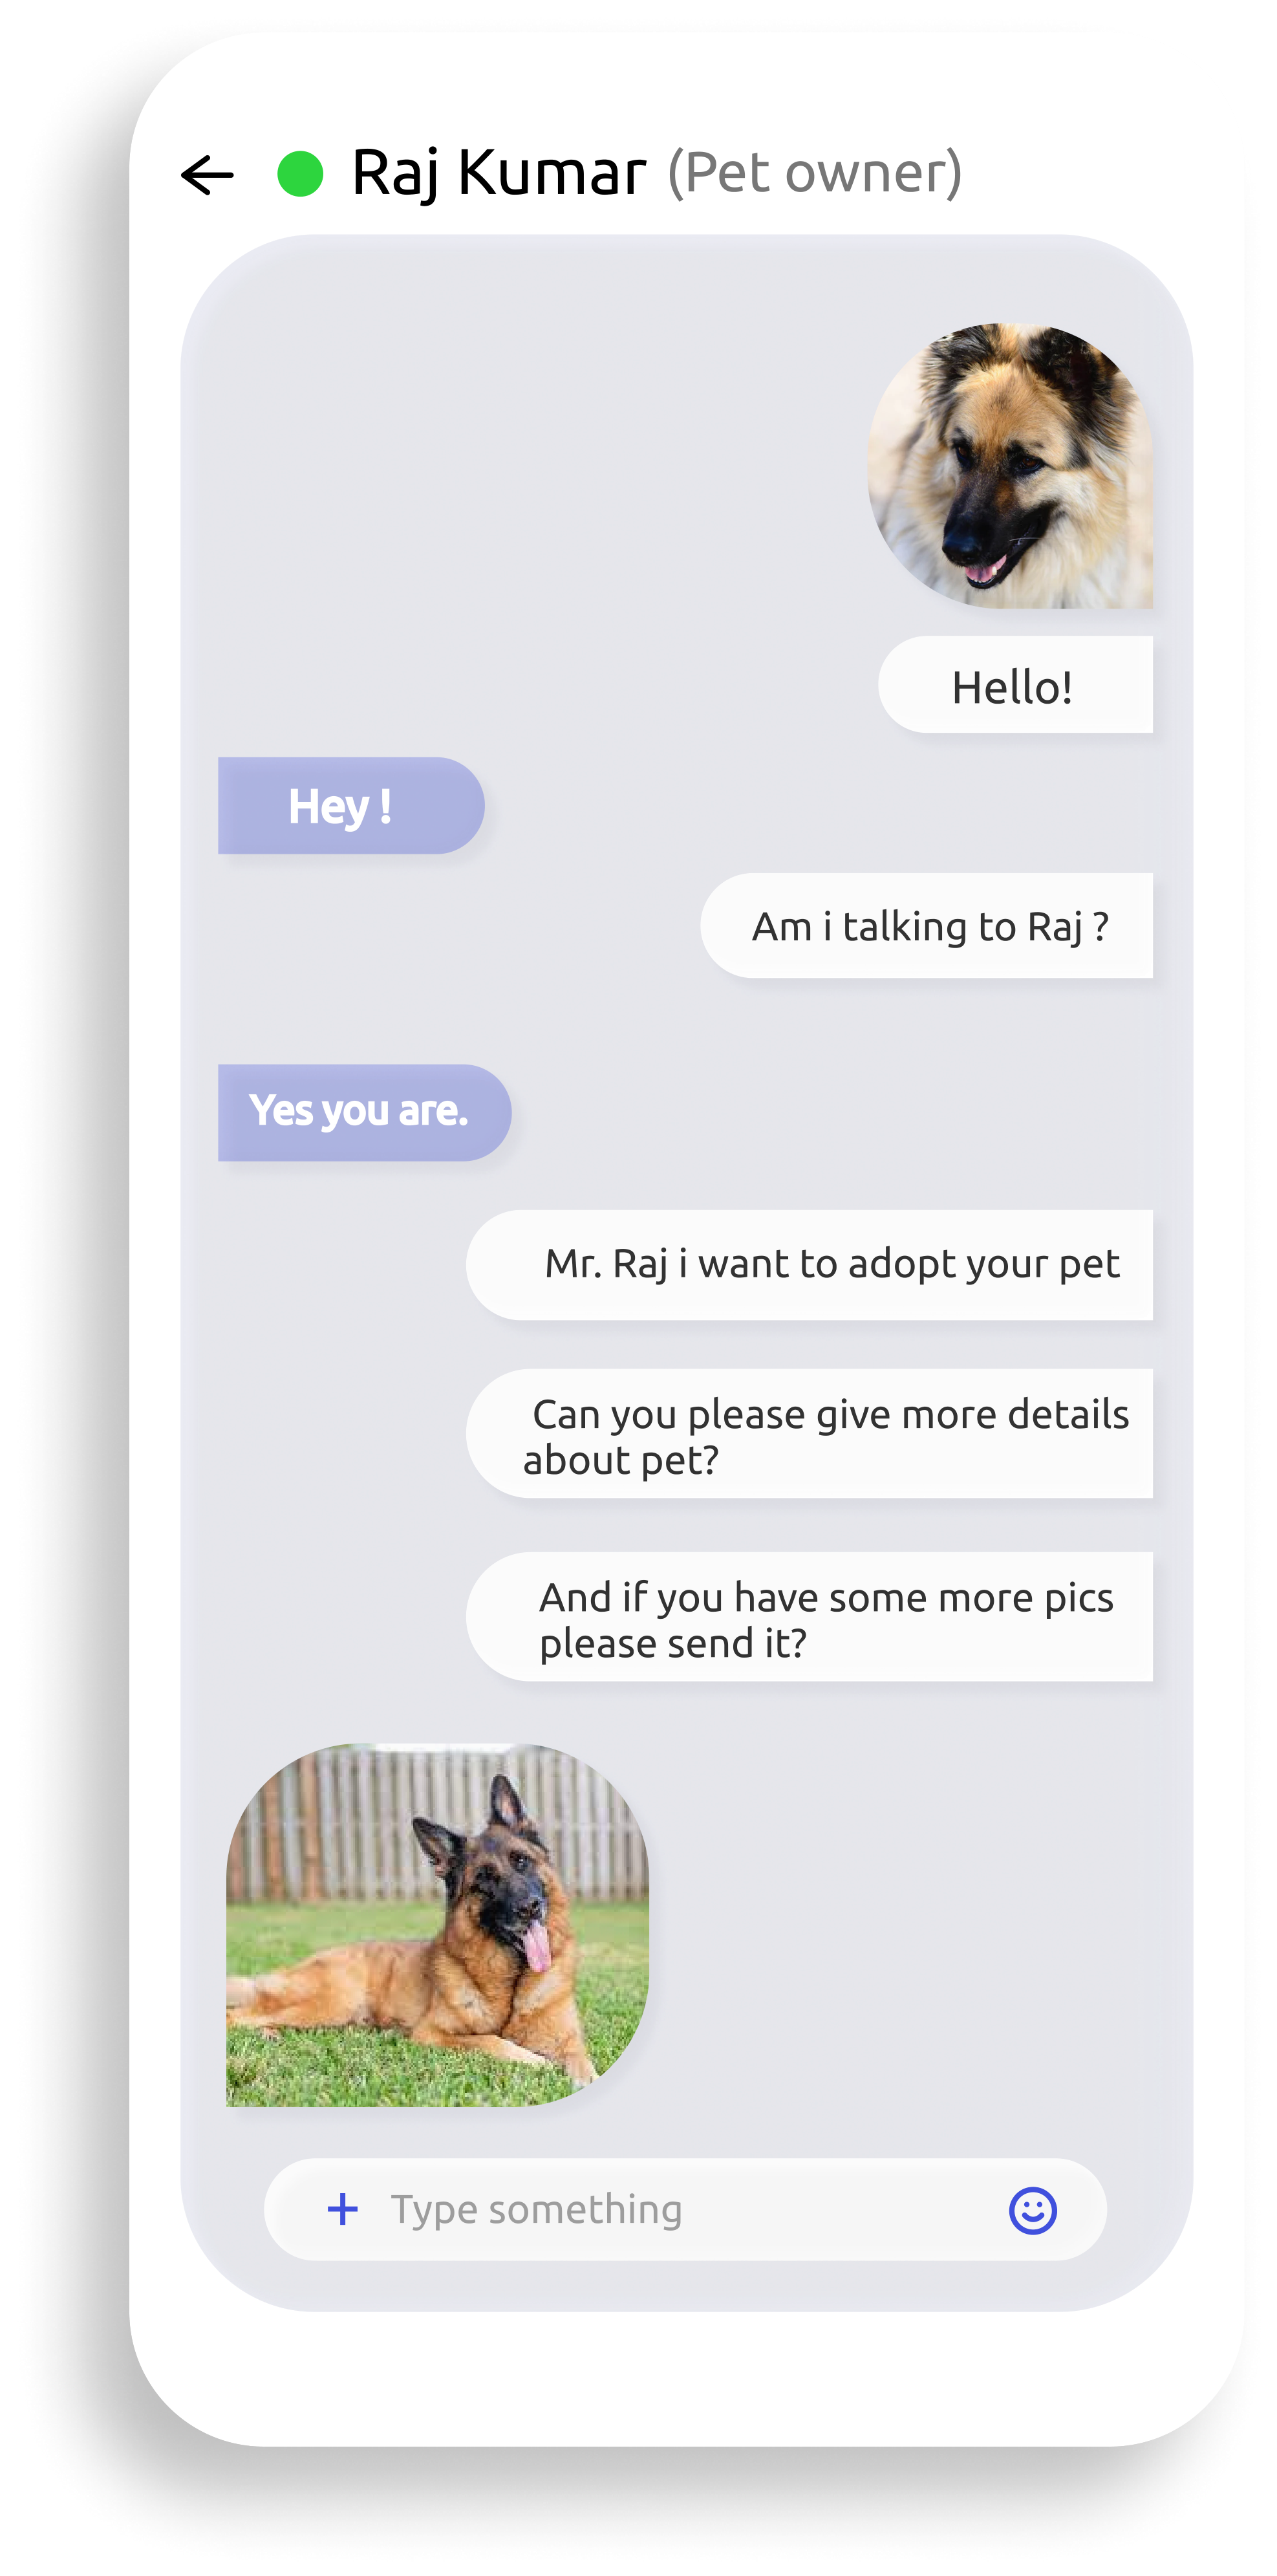 Raj Kumar (Pet owner)
Hello!
Hey !
Am i talking to Raj ?
Yes you are.
Mr. Raj i want to adopt your pet
Can you please give more details
about pet?
And if you have some more pics
please send it?
Type something